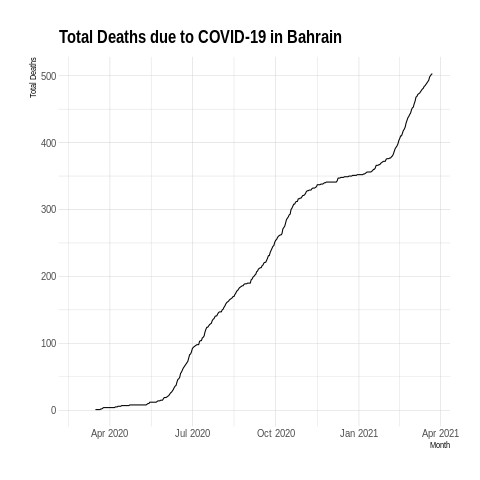 Total Deaths due to COVID-19 in Bahrain
Total Deaths
500
400
300
200
100
0
Apr 2020 Jul 2020 Oct 2020 Jan 2021 Apr 2021
Month